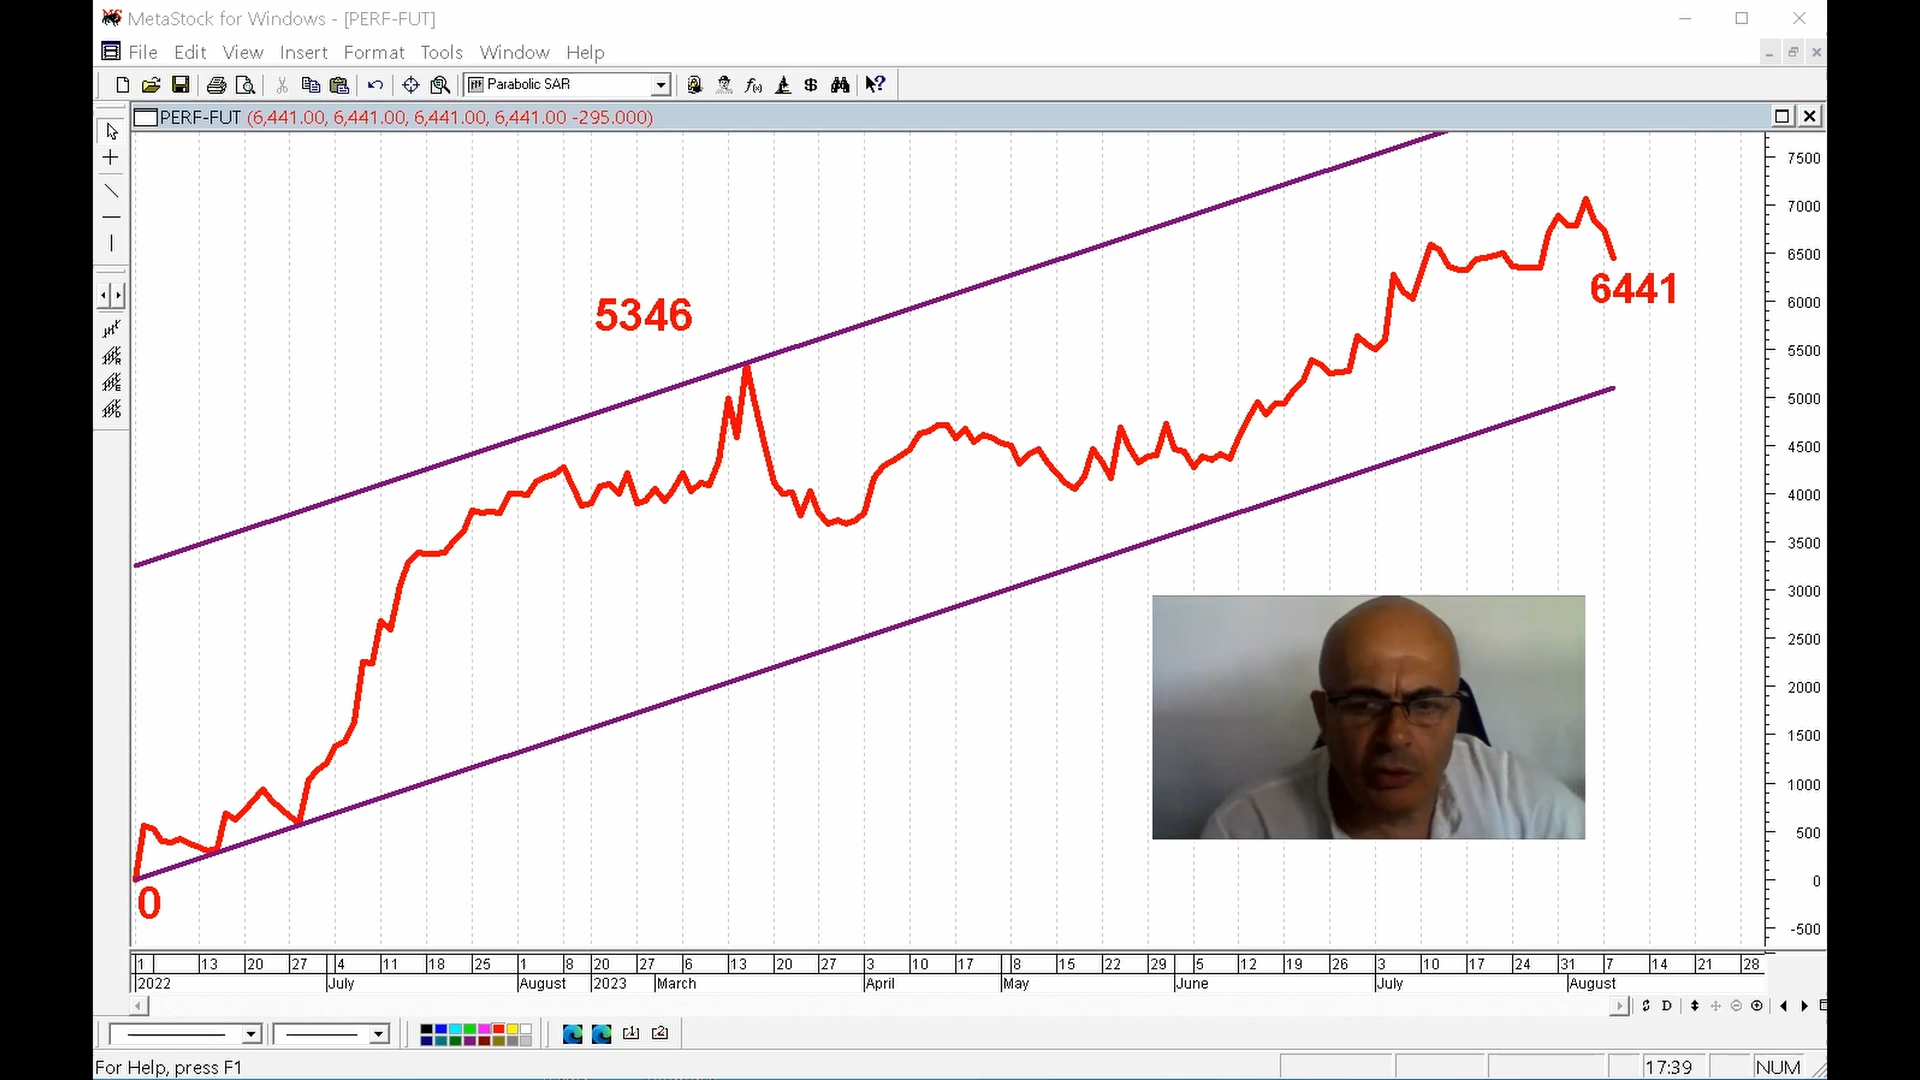 MetaStock for Windows - [PERF-FUT]
File Edit View Insert Format Tools Window Help
Parabolic SAR
PERF-FUT (6,441.00, 6,441.00, 6,441.00, 6,441.00 -295.000)
7500
7000
6500
6441
6000
5346
5500
5000
4500
4000
3500
3000
2500
2000
1500
1000
500
0
0
-500
1 13 20 27 4 11 18 25 1 8 20 27 6 13 20 27 3 10 17 8 15 22 29 5 12 19 26 3 10 17 24 31 7 14 21 28
2022 July August 2023 March April May June July August
D
For Help, press F1
17:39 NUM